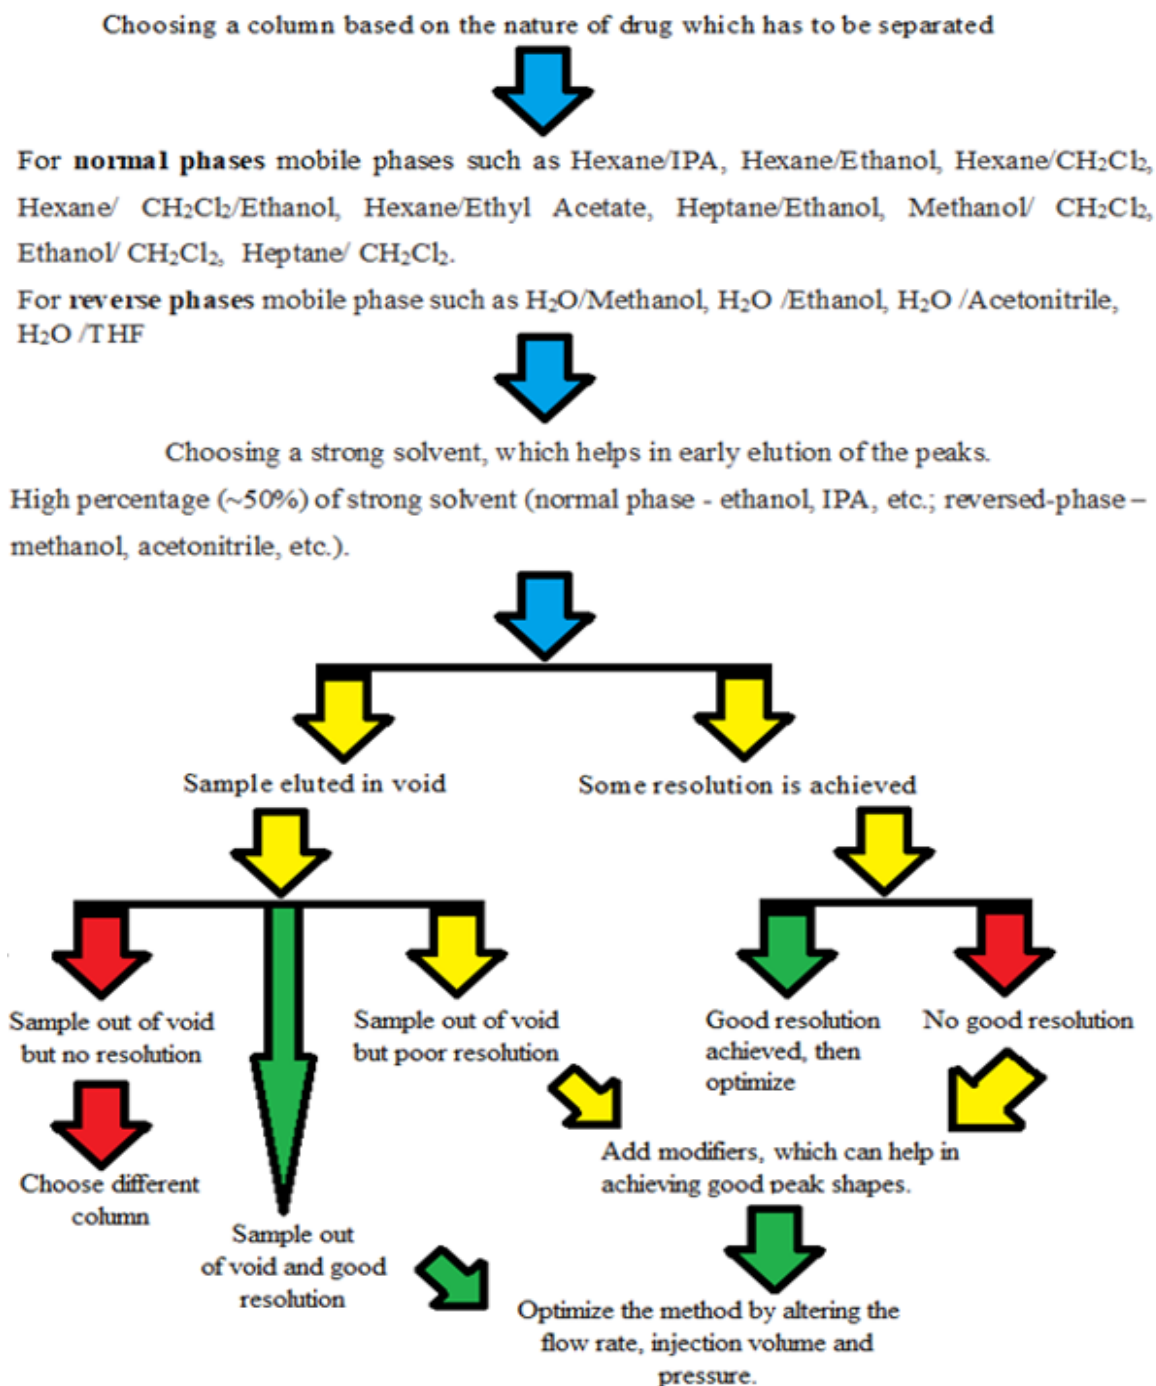 Choosing a column based on the nature of drug which has to be separated
For normal phases mobile phases such as Hexane/IPA, Hexane/Ethanol, Hexane/CH₂Cl₂,
Hexane/ CH₂Cl₂/Ethanol, Hexane/Ethyl Acetate, Heptane/Ethanol, Methanol/ CH₂Cl₂,
Ethanol/ CH₂Cl₂, Heptane/ CH₂Cl₂.
For reverse phases mobile phase such as H₂O/Methanol, H₂O /Ethanol, H₂O /Acetonitrile,
H₂O /THF
Choosing a strong solvent, which helps in early elution of the peaks.
High percentage (~50%) of strong solvent (normal phase - ethanol, IPA, etc.; reversed-phase –
methanol, acetonitrile, etc.).
Sample eluted in void
Some resolution is achieved
Sample out of void
but no resolution
Sample out of void
but poor resolution
Good resolution
achieved, then
optimize
No good resolution
Choose different
column
Add modifiers, which can help in
achieving good peak shapes.
Sample out
of void and good
resolution
Optimize the method by altering the
flow rate, injection volume and
pressure.